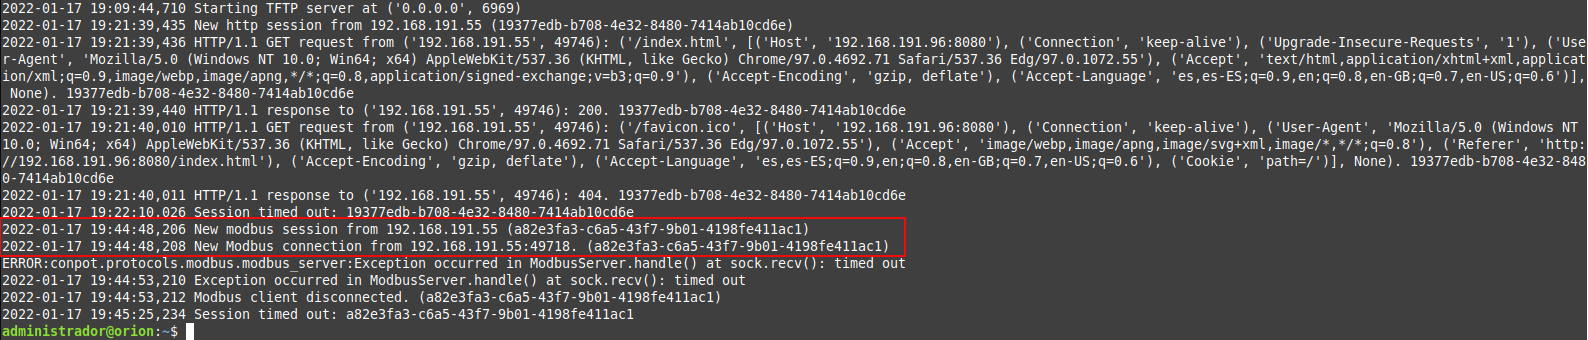 2022-01-17 19:09:44,710 Starting TFTP server at ('0.0.0.0', 6969)
2022-01-17 19:21:39,435 New http session from 192.168.191.55 (19377edb-b708-4e32-8480-7414ab10cd6e)
2022-01-17 19:21:39,436 HTTP/1.1 GET request from ('192.168.191.55', 49746): ('/index.html', [('Host', '192.168.191.96:8080'), ('Connection', 'keep-alive'), ('Upgrade-Insecure-Requests', '1'), ('Use
r-Agent', 'Mozilla/5.0 (Windows NT 10.0; Win64; x64) AppleWebKit/537.36 (KHTML, like Gecko) Chrome/97.0.4692.71 Safari/537.36 Edg/97.0.1072.55'), ('Accept', 'text/html,application/xhtml+xml,applicat
ion/xml;q=0.9,image/webp,image/apng,*/*;q=0.8,application/signed-exchange;v=b3;q=0.9'), ('Accept-Encoding', 'gzip, deflate'), ('Accept-Language', 'es,es-ES;q=0.9,en;q=0.8,en-GB;q=0.7,en-US;q=0.6')],
None). 19377edb-b708-4e32-8480-7414ab10cd6e
2022-01-17 19:21:39,440 HTTP/1.1 response to ('192.168.191.55', 49746): 200. 19377edb-b708-4e32-8480-7414ab10cd6e
2022-01-17 19:21:40,010 HTTP/1.1 GET request from ('192.168.191.55', 49746): ('/favicon.ico', [('Host', '192.168.191.96:8080'), ('Connection', 'keep-alive'), ('User-Agent', 'Mozilla/5.0 (Windows NT
10.0; Win64; x64) AppleWebKit/537.36 (KHTML, like Gecko) Chrome/97.0.4692.71 Safari/537.36 Edg/97.0.1072.55'), ('Accept', 'image/webp,image/apng,image/svg+xml,image/*,*/*;q=0.8'), ('Referer', 'http:
//192.168.191.96:8080/index.html'), ('Accept-Encoding', 'gzip, deflate'), ('Accept-Language', 'es,es-ES;q=0.9,en;q=0.8,en-GB;q=0.7,en-US;q=0.6'), ('Cookie', 'path=/')], None). 19377edb-b708-4e32-848
0-7414ab10cd6e
2022-01-17 19:21:40,011 HTTP/1.1 response to ('192.168.191.55', 49746): 404. 19377edb-b708-4e32-8480-7414ab10cd6e
2022-01-17 19:22:10,026 Session timed out: 19377edb-b708-4e32-8480-7414ab10cd6e
2022-01-17 19:44:48,206 New modbus session from 192.168.191.55 (a82e3fa3-c6a5-43f7-9b01-4198fe411ac1)
2022-01-17 19:44:48,208 New Modbus connection from 192.168.191.55:49718. (a82e3fa3-c6a5-43f7-9b01-4198fe411ac1)
ERROR:conpot.protocols.modbus.modbus_server:Exception occurred in ModbusServer.handle() at sock.recv(): timed out
2022-01-17 19:44:53,210 Exception occurred in ModbusServer.handle() at sock.recv(): timed out
2022-01-17 19:44:53,212 Modbus client disconnected. (a82e3fa3-c6a5-43f7-9b01-4198fe411ac1)
2022-01-17 19:45:25,234 Session timed out: a82e3fa3-c6a5-43f7-9b01-4198fe411ac1
administrador@orion:~$